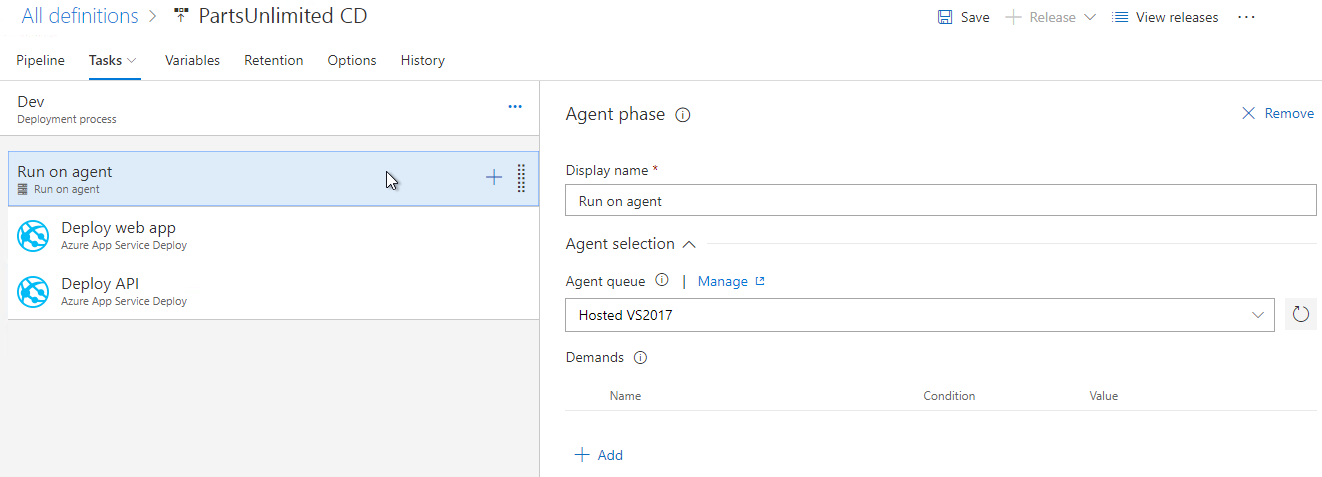 All definitions > PartsUnlimited CD
Save
Release
View releases
...
Pipeline
Tasks
Variables
Retention
Options
History
Dev
Deployment process
...
Run on agent
Run on agent
Deploy web app
Azure App Service Deploy
Deploy API
Azure App Service Deploy
Agent phase
Remove
Display name *
Run on agent
Agent selection
Agent queue | Manage
Hosted VS2017
Demands
Name Condition Value
+ Add